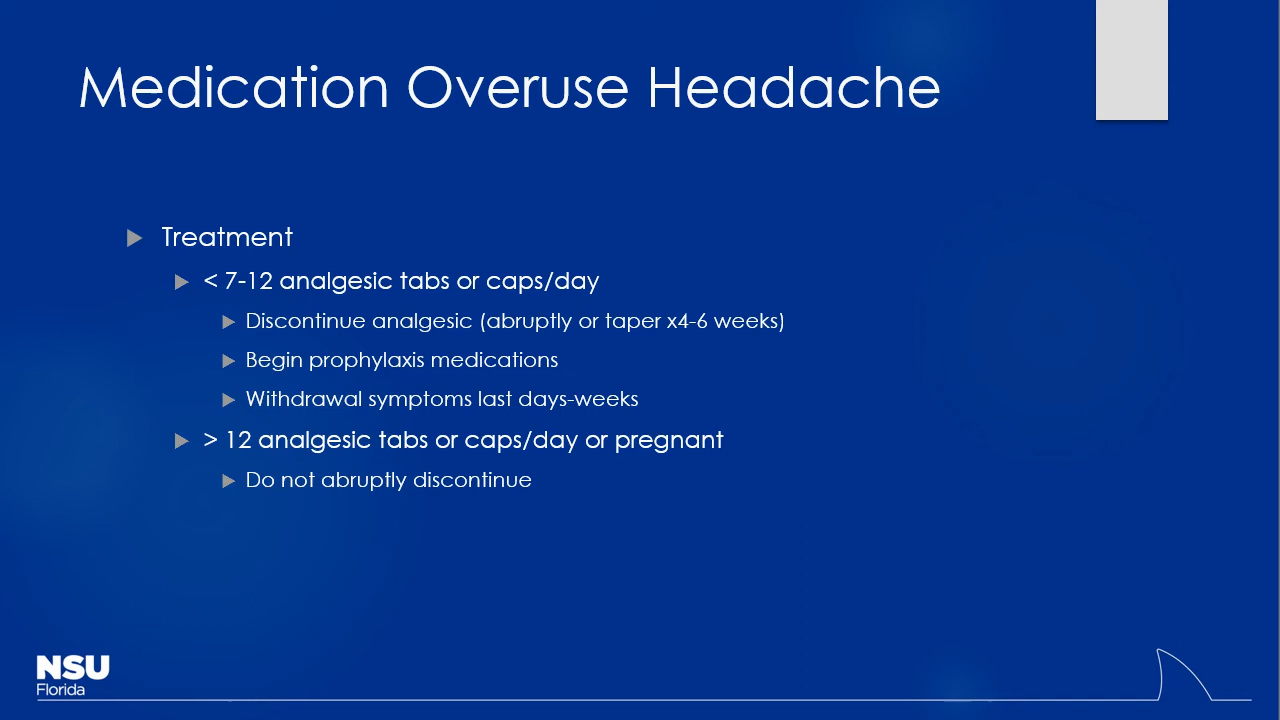 Medication Overuse Headache
Treatment
< 7-12 analgesic tabs or caps/day
Discontinue analgesic (abruptly or taper x4-6 weeks)
Begin prophylaxis medications
Withdrawal symptoms last days-weeks
> 12 analgesic tabs or caps/day or pregnant
Do not abruptly discontinue
NSU
Florida